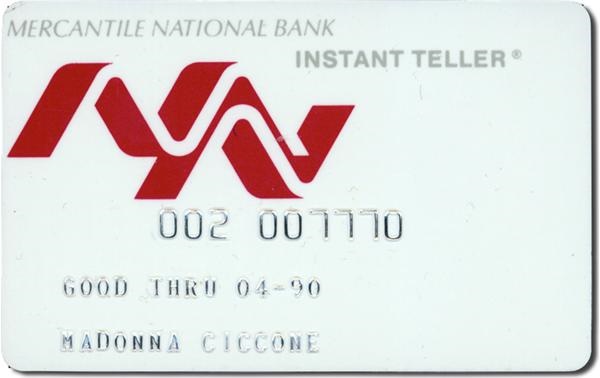 MERCANTILE NATIONAL BANK
INSTANT TELLER®
002 007770
GOOD THRU 04-90
MADONNA CICCONE